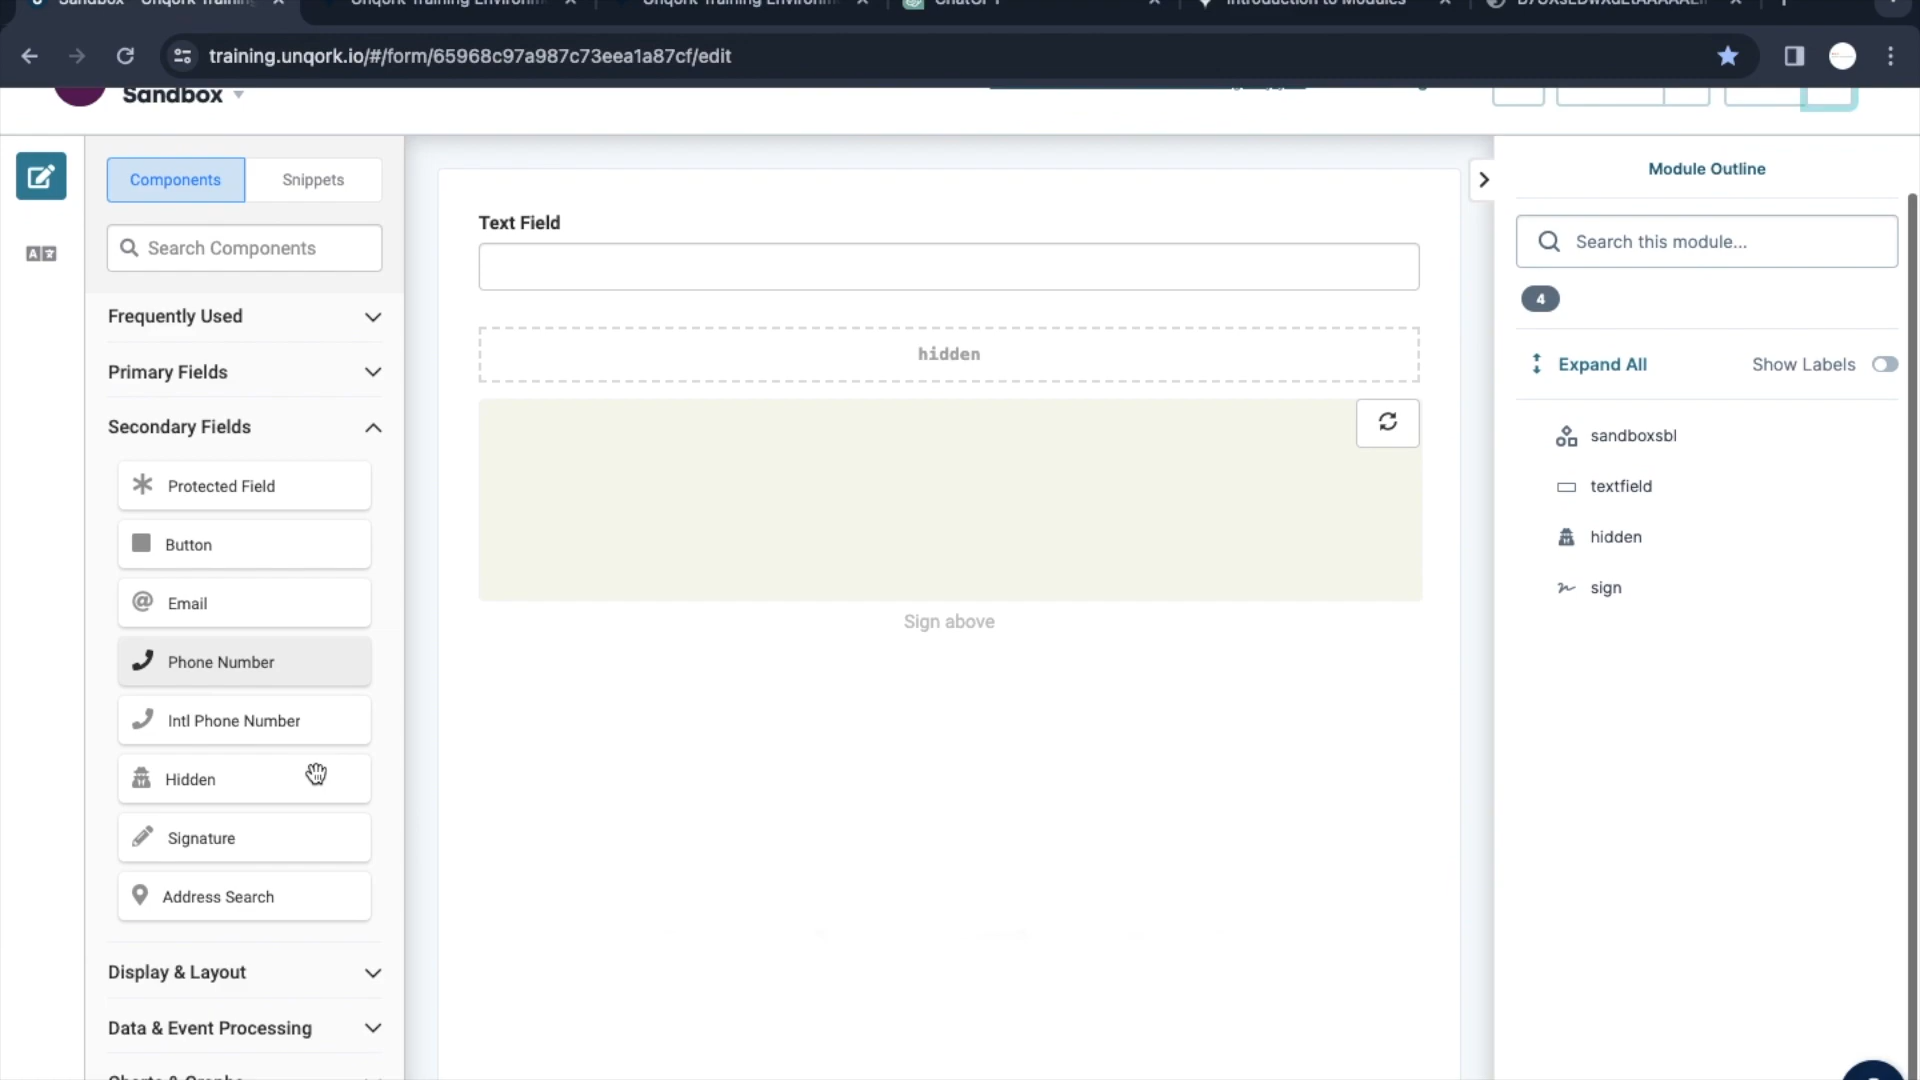 Sandbox - Unqork Training
Unqork Training Environm
Unqork Training Environm
ChatGPT
Introduction to Modules
training.unqork.io/#/form/65968c97a987c73eea1a87cf/edit
Sandbox
Components
Snippets
Search Components
Frequently Used
Primary Fields
Secondary Fields
Protected Field
Button
Email
Phone Number
Intl Phone Number
Hidden
Signature
Address Search
Display & Layout
Data & Event Processing
Charts & Graphs
Text Field
hidden
Sign above
Module Outline
Search this module...
4
Expand All
Show Labels
sandboxsbl
textfield
hidden
sign